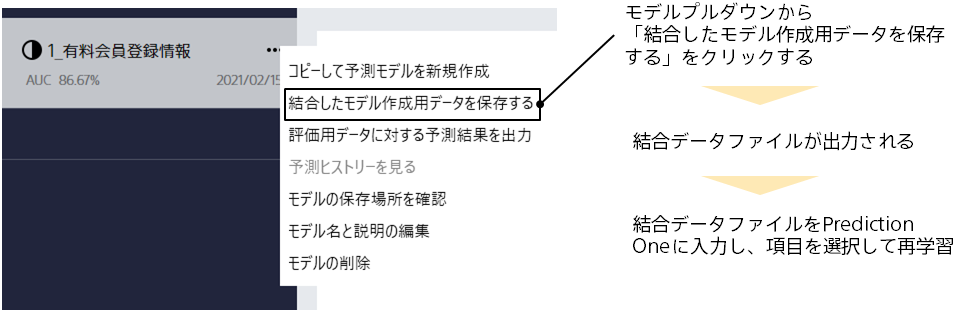 1_有料会員登録情報
•••
AUC 86.67%
2021/02/15
コピーして予測モデルを新規作成
結合したモデル作成用データを保存する
評価用データに対する予測結果を出力
予測ヒストリーを見る
モデルの保存場所を確認
モデル名と説明の編集
モデルの削除
モデルプルダウンから
「結合したモデル作成用データを保存
する」をクリックする
結合データファイルが出力される
結合データファイルをPrediction
Oneに入力し、項目を選択して再学習